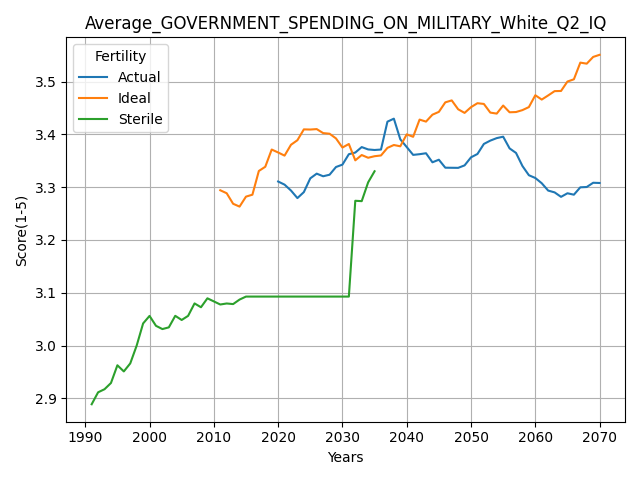 Average_GOVERNMENT_SPENDING_ON_MILITARY_White_Q2_IQ
Fertility
Actual
Ideal
Sterile
Score(1-5)
3.5
3.4
3.3
3.2
3.1
3.0
2.9
1990 2000 2010 2020 2030 2040 2050 2060 2070
Years